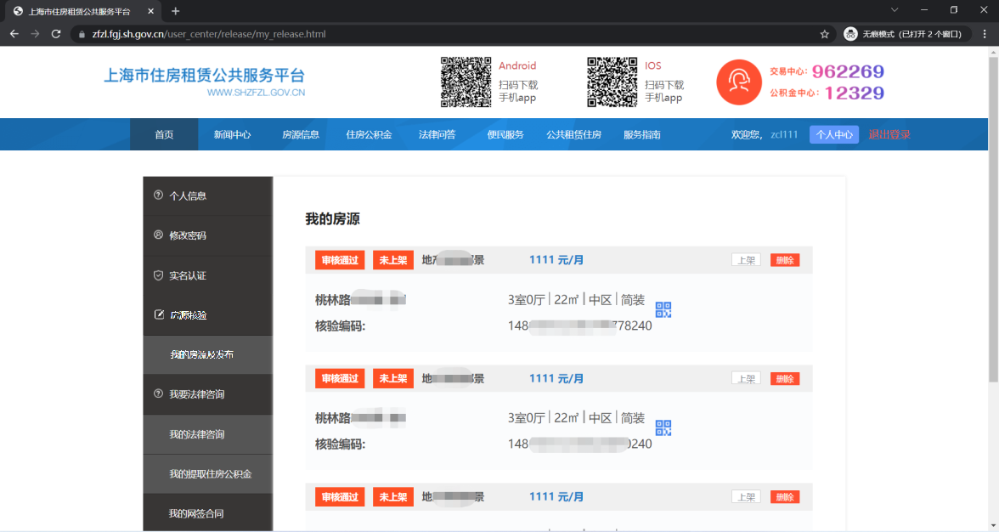 上海市住房租赁公共服务平台
zfzl.fgj.sh.gov.cn/user_center/release/my_release.html
无痕模式 (已打开 2 个窗口)
上海市住房租赁公共服务平台
WWW.SHZFZL.GOV.CN
Android
扫码下载
手机app
IOS
扫码下载
手机app
交易中心: 962269
公积金中心: 12329
首页 新闻中心 房源信息 住房公积金 法律问答 便民服务 公共租赁住房 服务指南 欢迎您, zcl111 个人中心 退出登录
个人信息
修改密码
实名认证
房源核验
我的房源及发布
我要法律咨询
我的法律咨询
我的提取住房公积金
我的网签合同
我的房源
审核通过 未上架 地产 景 1111 元/月 上架 删除
桃林路 3室0厅 | 22㎡ | 中区 | 简装
核验编码: 148 778240
审核通过 未上架 地 景 1111 元/月 上架 删除
桃林路 3室0厅 | 22㎡ | 中区 | 简装
核验编码: 148 0240
审核通过 未上架 地 景 1111 元/月 上架 删除